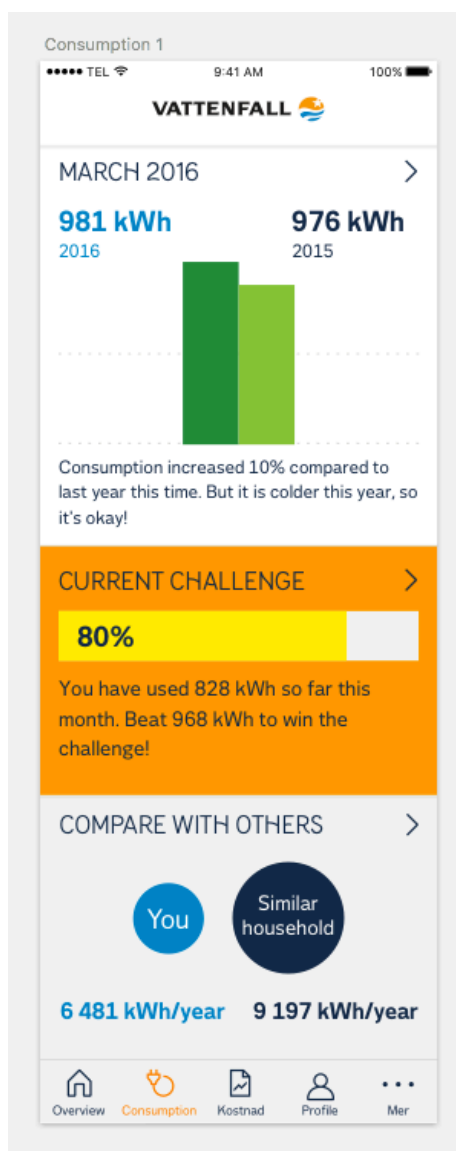 Consumption 1
TEL 9:41 AM 100%
VATTENFALL
MARCH 2016
981 kWh 976 kWh
2016 2015
Consumption increased 10% compared to
last year this time. But it is colder this year, so
it's okay!
CURRENT CHALLENGE
80%
You have used 828 kWh so far this
month. Beat 968 kWh to win the
challenge!
COMPARE WITH OTHERS
You
Similar
household
6 481 kWh/year 9 197 kWh/year
Overview Consumption Kostnad Profile Mer